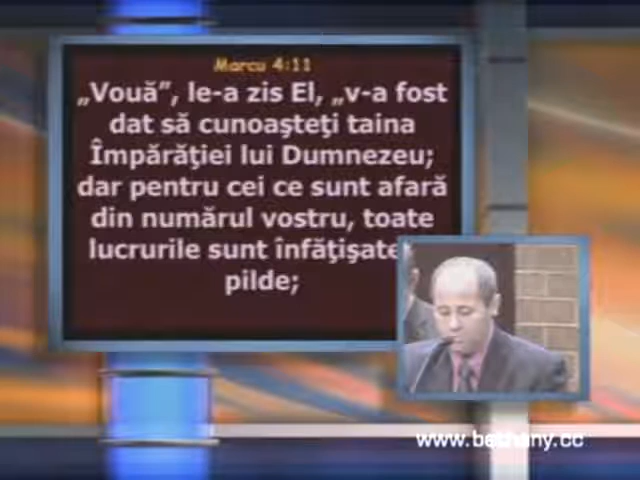 Marcu 4:11
„Vouă”, le-a zis El, „v-a fost
dat să cunoaşteţi taina
Împărăţiei lui Dumnezeu;
dar pentru cei ce sunt afară
din numărul vostru, toate
lucrurile sunt înfăţişate
pilde;
www.bethany.cc